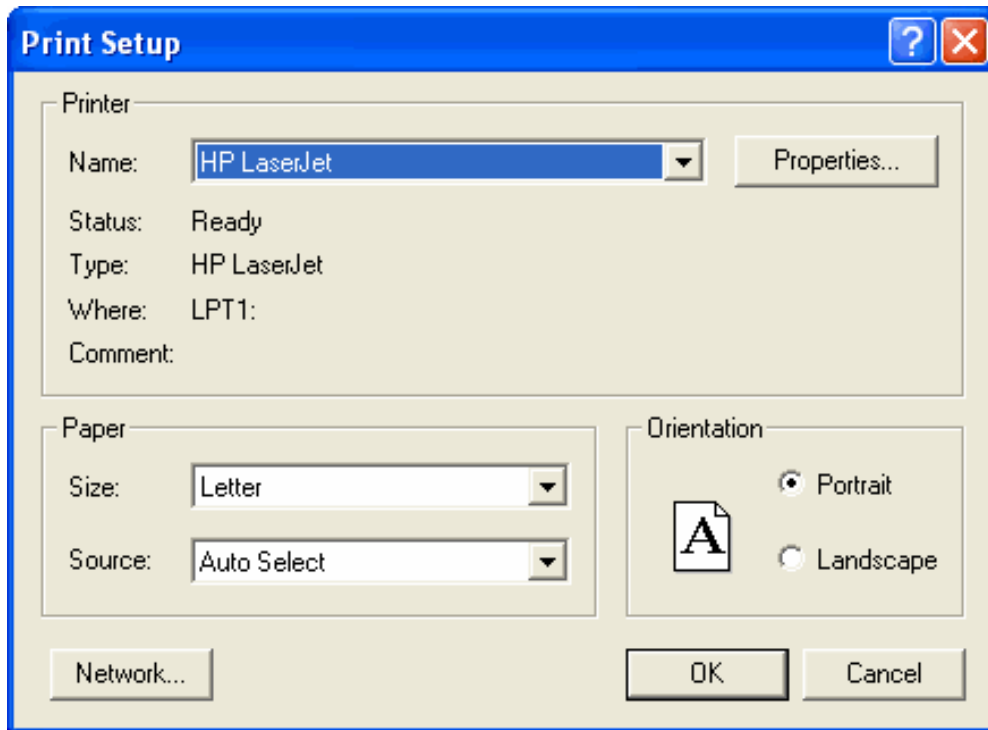 Print Setup
Printer
Name: HP LaserJet Properties...
Status: Ready
Type: HP LaserJet
Where: LPT1:
Comment:
Paper
Size: Letter
Source: Auto Select
Orientation
A
Portrait
Landscape
Network... OK Cancel